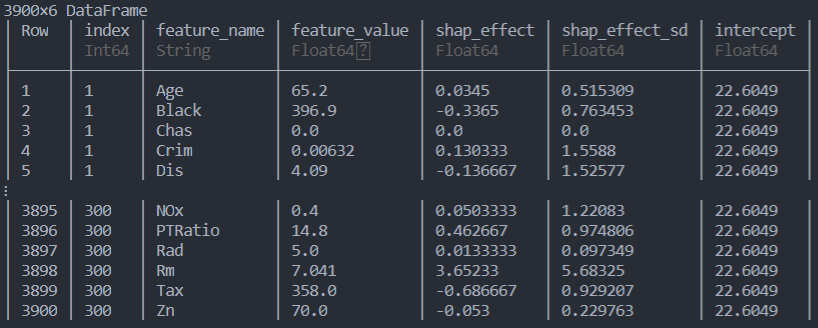 3900×6 DataFrame
Row index feature_name feature_value shap_effect shap_effect_sd intercept
Int64 String Float64? Float64 Float64 Float64
1 1 Age 65.2 0.0345 0.515309 22.6049
2 1 Black 396.9 -0.3365 0.763453 22.6049
3 1 Chas 0.0 0.0 0.0 22.6049
4 1 Crim 0.00632 0.130333 1.5588 22.6049
5 1 Dis 4.09 -0.136667 1.52577 22.6049
⋮
3895 300 NOx 0.4 0.0503333 1.22083 22.6049
3896 300 PTRatio 14.8 0.462667 0.974806 22.6049
3897 300 Rad 5.0 0.0133333 0.097349 22.6049
3898 300 Rm 7.041 3.65233 5.68325 22.6049
3899 300 Tax 358.0 -0.686667 0.929207 22.6049
3900 300 Zn 70.0 -0.053 0.229763 22.6049